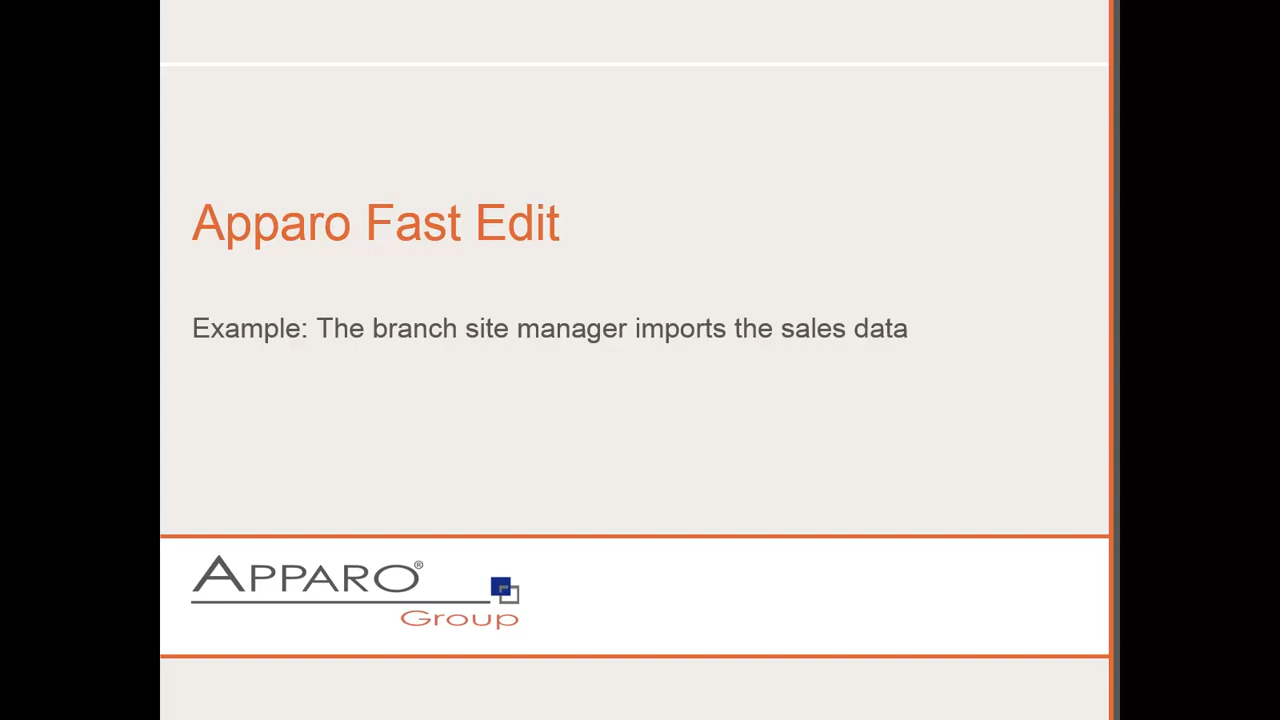 Apparo Fast Edit
Example: The branch site manager imports the sales data
APPARO®
Group